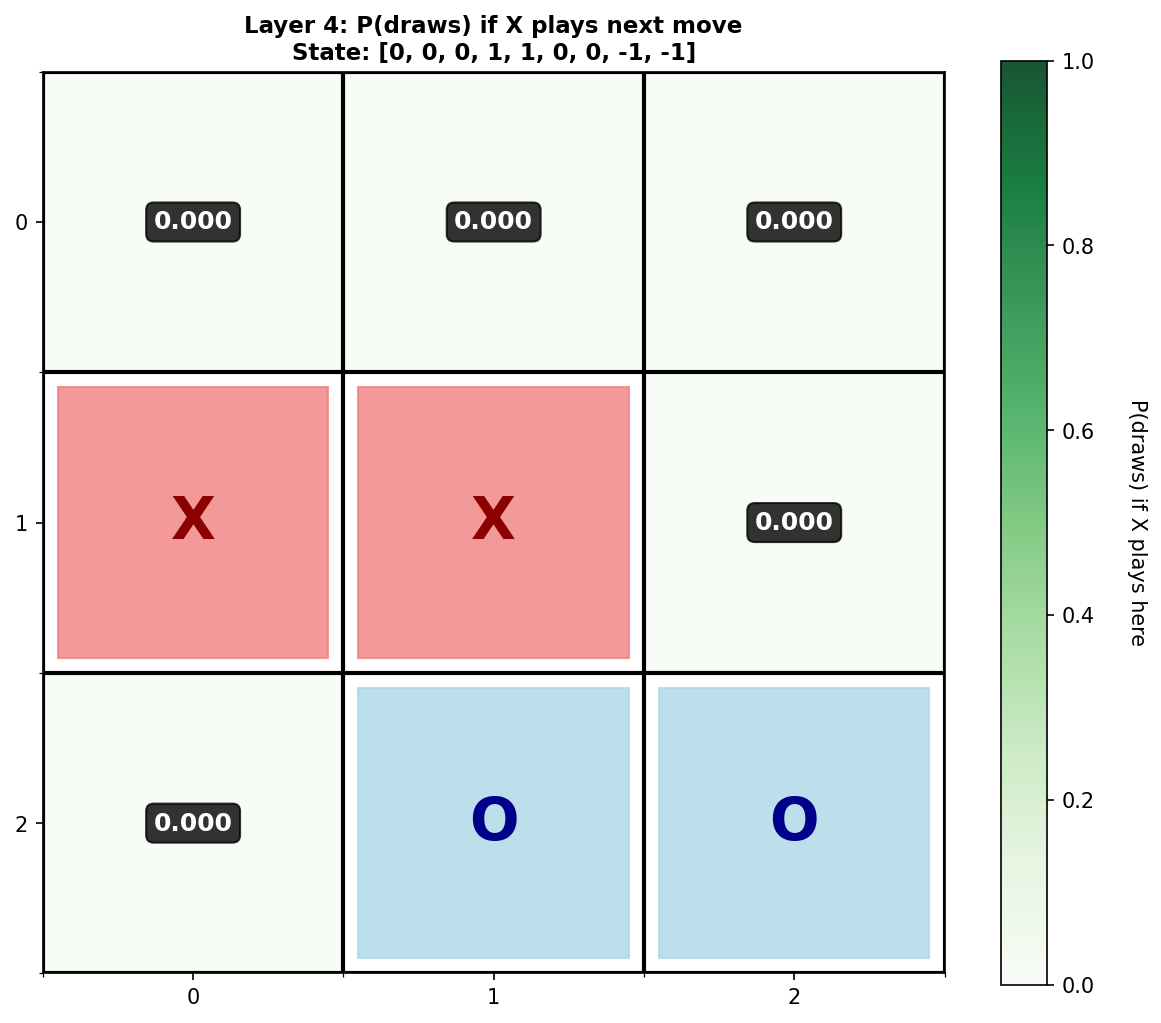 Layer 4: P(draws) if X plays next move
State: [0, 0, 0, 1, 1, 0, 0, -1, -1]
0 0.000 0.000 0.000
1 X X 0.000
2 0.000 O O
0 1 2
1.0
0.8
0.6
0.4
0.2
0.0
P(draws) if X plays here